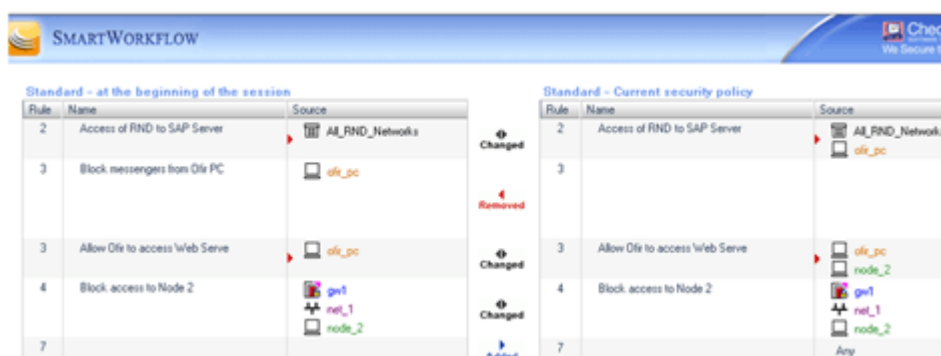 SMARTWORKFLOW
We Secure
Standard - at the beginning of the session
Standard - Current security policy
Rule Name Source
Rule Name Source
2 Access of RND to SAP Server All_RND_Networks
Changed
2 Access of RND to SAP Server All_RND_Network
ofir_pc
3 Block messengers from Ofir PC ofir_pc
Removed
3
3 Allow Ofir to access Web Serve ofir_pc
Changed
3 Allow Ofir to access Web Serve ofir_pc
node_2
4 Block access to Node 2 gw1
net_1
node_2
Changed
4 Block access to Node 2 gw1
net_1
node_2
7
Added
7 Any